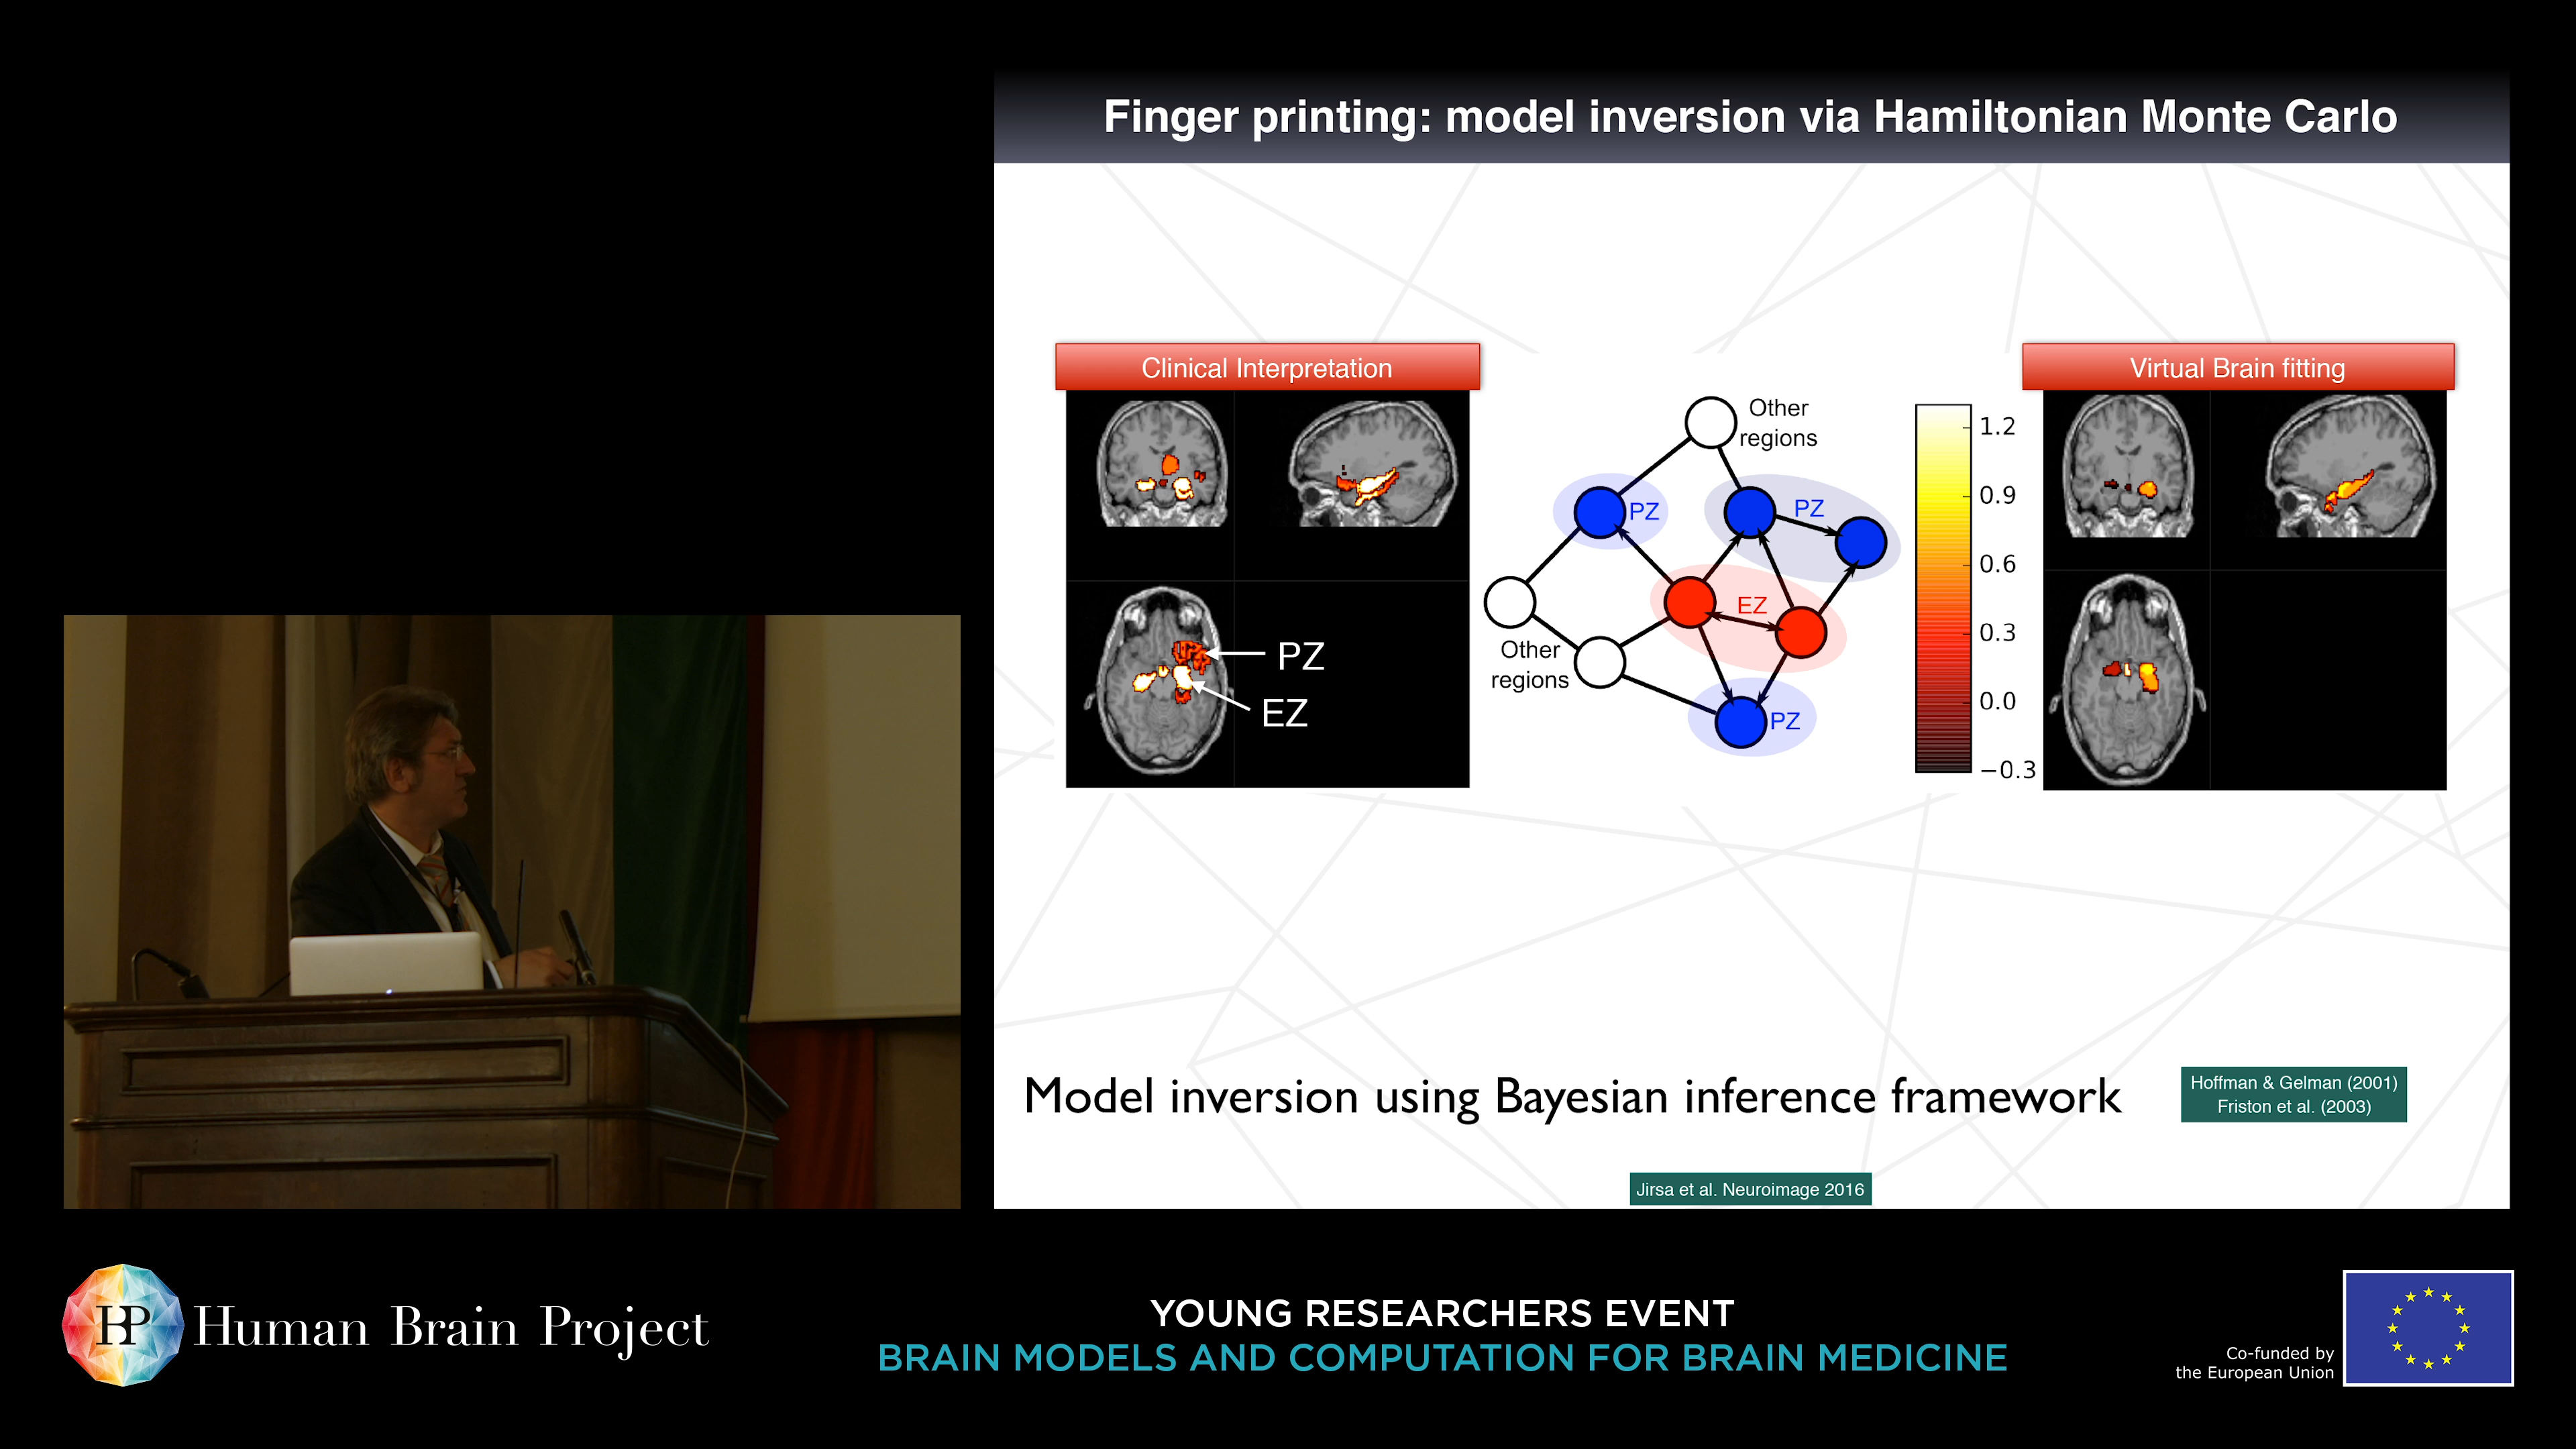 Finger printing: model inversion via Hamiltonian Monte Carlo
Clinical Interpretation
PZ
EZ
Other
regions
PZ
PZ
EZ
Other
regions
PZ
1.2
0.9
0.6
0.3
0.0
−0.3
Virtual Brain fitting
Model inversion using Bayesian inference framework
Hoffman & Gelman (2001)
Friston et al. (2003)
Jirsa et al. Neuroimage 2016
HBP Human Brain Project
YOUNG RESEARCHERS EVENT
BRAIN MODELS AND COMPUTATION FOR BRAIN MEDICINE
Co-funded by
the European Union